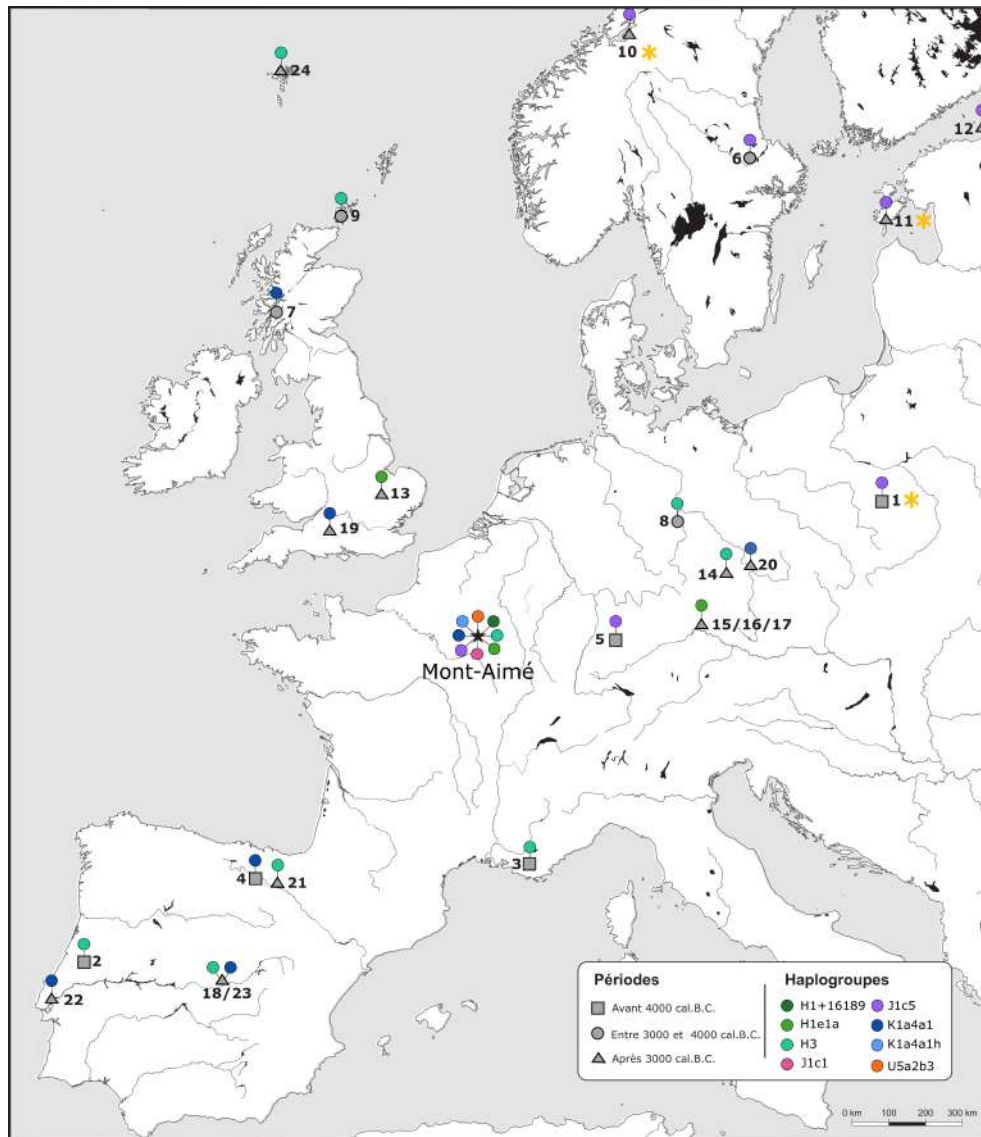 10
24
12
6
11
9
7
13
1
19
8
14
20
15/16/17
5
Mont-Aimé
3
4
21
2
18/23
22
Périodes
Avant 4000 cal.B.C.
Entre 3000 et 4000 cal.B.C.
Après 3000 cal.B.C.
Haplogroupes
H1+16189
H1e1a
H3
J1c1
J1c5
K1a4a1
K1a4a1h
U5a2b3
0 km 100 200 300 km